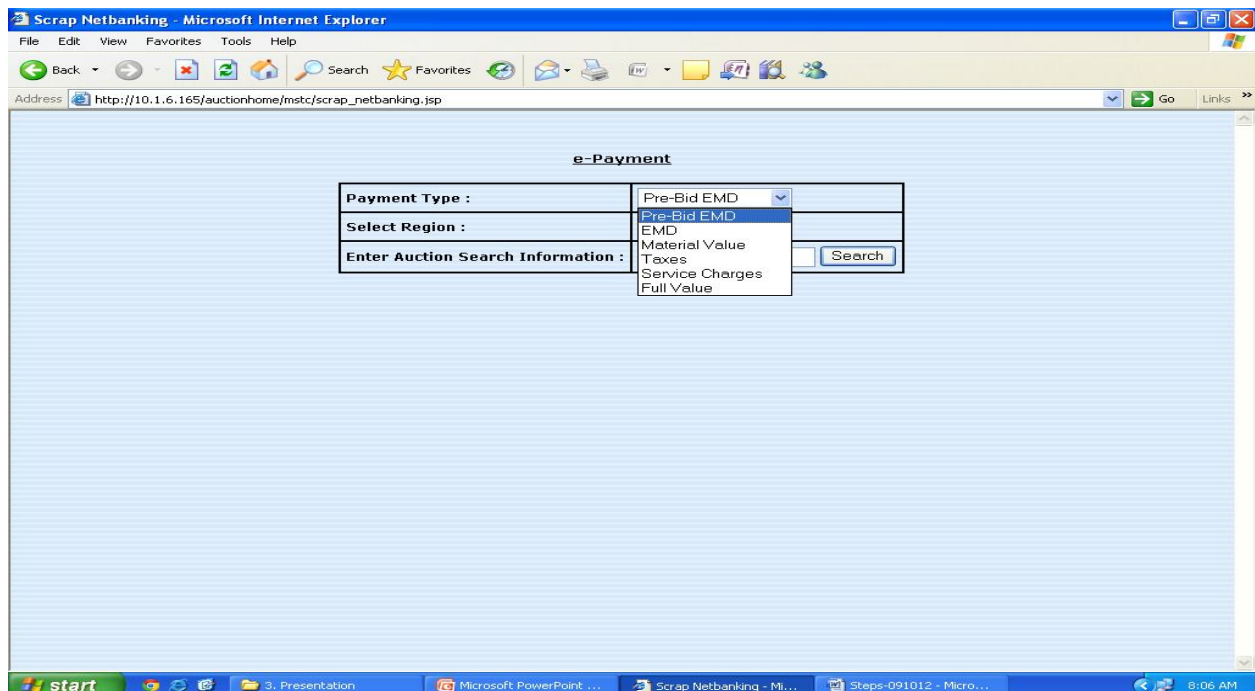 Scrap Netbanking - Microsoft Internet Explorer
File Edit View Favorites Tools Help
Back Search Favorites
Address http://10.1.6.165/auctionhome/mstc/scrap_netbanking.jsp Go Links »
e-Payment
Payment Type : Pre-Bid EMD
Pre-Bid EMD
Select Region : EMD
Material Value
Enter Auction Search Information : Taxes Search
Service Charges
Full Value
start 3. Presentation Microsoft PowerPoint ... Scrap Netbanking - Mi... Steps-091012 - Micro... 8:06 AM